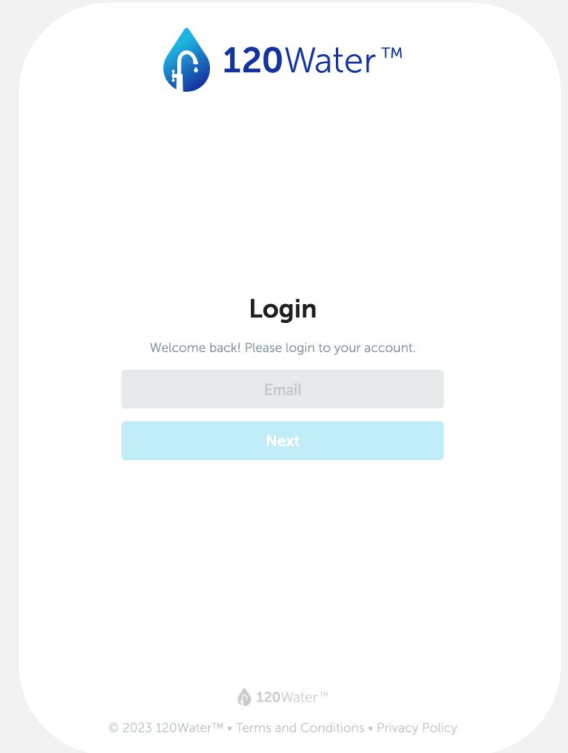 120Water™
Login
Welcome back! Please login to your account.
Email
Next
120Water™
© 2023 120Water™ • Terms and Conditions • Privacy Policy